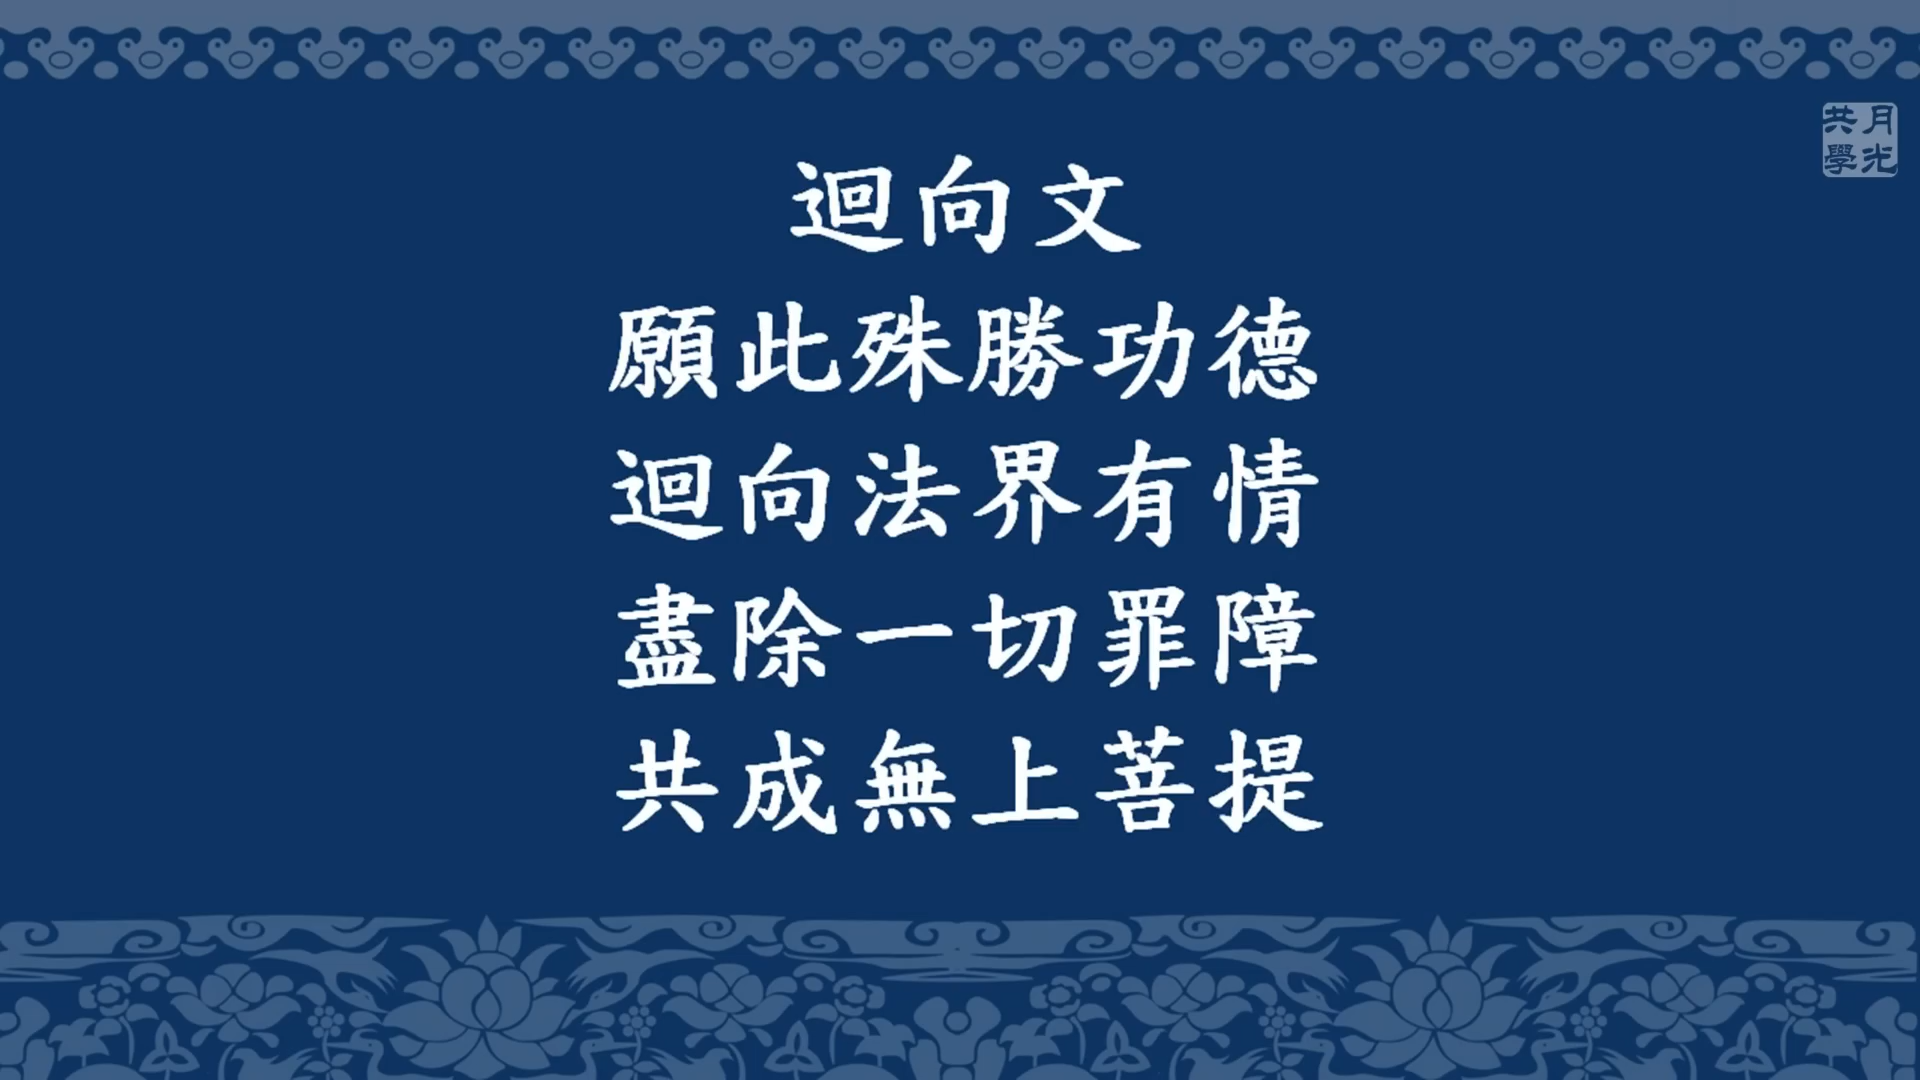 月光
共學
迴向文
願此殊勝功德
迴向法界有情
盡除一切罪障
共成無上菩提